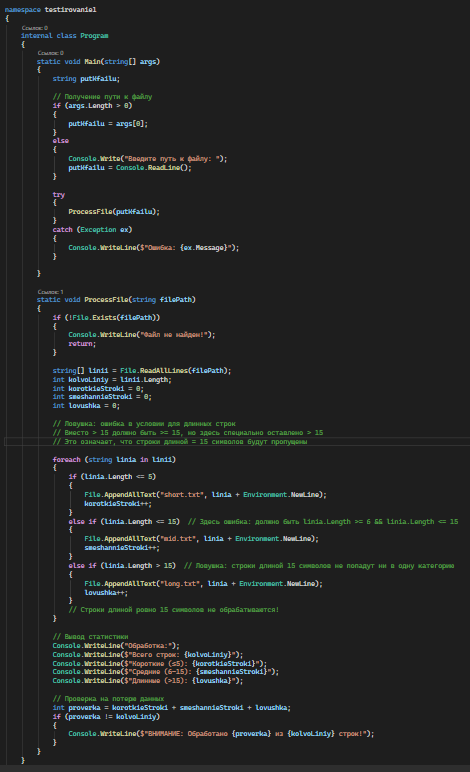 namespace testirovanie1
{
Ссылок: 0
internal class Program
{
Ссылок: 0
static void Main(string[] args)
{
string putHfailu;
// Получение пути к файлу
if (args.Length > 0)
{
putHfailu = args[0];
}
else
{
Console.Write("Введите путь к файлу: ");
putHfailu = Console.ReadLine();
}
try
{
ProcessFile(putHfailu);
}
catch (Exception ex)
{
Console.WriteLine($"Ошибка: {ex.Message}");
}
}
Ссылок: 1
static void ProcessFile(string filePath)
{
if (!File.Exists(filePath))
{
Console.WriteLine("Файл не найден!");
return;
}
string[] linii = File.ReadAllLines(filePath);
int kolvoLiniy = linii.Length;
int korotkieStroki = 0;
int smeshannieStroki = 0;
int lovushka = 0;
// Ловушка: ошибка в условии для длинных строк
// Вместо > 15 должно быть >= 15, но здесь специально оставлено > 15
// Это означает, что строки длиной = 15 символов будут пропущены
foreach (string linia in linii)
{
if (linia.Length <= 5)
{
File.AppendAllText("short.txt", linia + Environment.NewLine);
korotkieStroki++;
}
else if (linia.Length <= 15) // Здесь ошибка: должно быть linia.Length >= 6 && linia.Length <= 15
{
File.AppendAllText("mid.txt", linia + Environment.NewLine);
smeshannieStroki++;
}
else if (linia.Length > 15) // Ловушка: строки длиной 15 символов не попадут ни в одну категорию
{
File.AppendAllText("long.txt", linia + Environment.NewLine);
lovushka++;
}
// Строки длиной ровно 15 символов не обрабатываются!
}
// Вывод статистики
Console.WriteLine("Обработка:");
Console.WriteLine($"Всего строк: {kolvoLiniy}");
Console.WriteLine($"Короткие (≤5): {korotkieStroki}");
Console.WriteLine($"Средние (6-15): {smeshannieStroki}");
Console.WriteLine($"Длинные (>15): {lovushka}");
// Проверка на потерю данных
int proverka = korotkieStroki + smeshannieStroki + lovushka;
if (proverka != kolvoLiniy)
{
Console.WriteLine($"ВНИМАНИЕ: Обработано {proverka} из {kolvoLiniy} строк!");
}
}
}